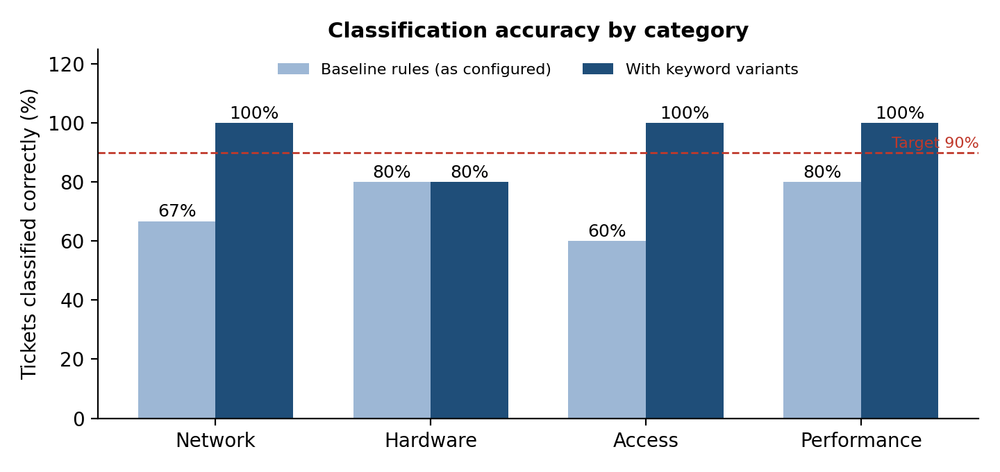 Classification accuracy by category
Baseline rules (as configured)
With keyword variants
Tickets classified correctly (%)
120
100
80
60
40
20
0
67%
100%
80%
80%
60%
100%
80%
100%
Target 90%
Network
Hardware
Access
Performance